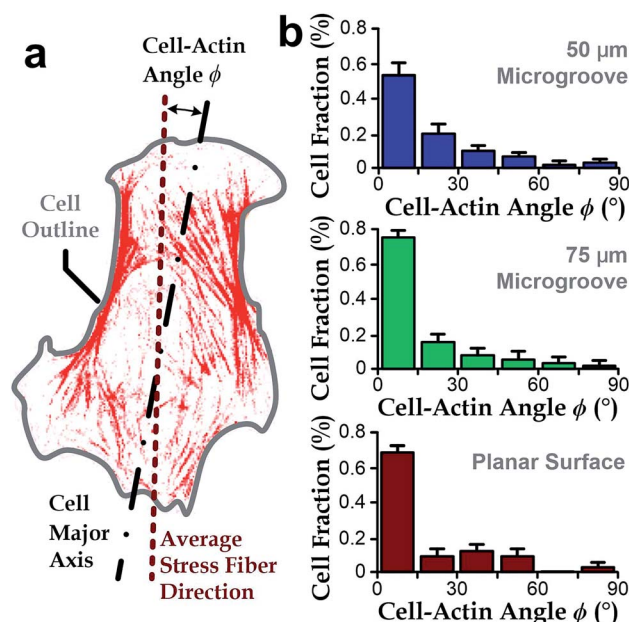 a
Cell-Actin
Angle ϕ
Cell
Outline
Cell
Major
Axis
Average
Stress Fiber
Direction
b
Cell Fraction (%)
0.8
0.6
0.4
0.2
0
50 µm
Microgroove
0 30 60 90
Cell-Actin Angle ϕ (°)
Cell Fraction (%)
0.8
0.4
0.2
0
75 µm
Microgroove
0 30 60 90
Cell-Actin Angle ϕ (°)
Cell Fraction (%)
0.8
0.6
0.4
0.2
0
Planar Surface
0 30 60 90
Cell-Actin Angle ϕ (°)